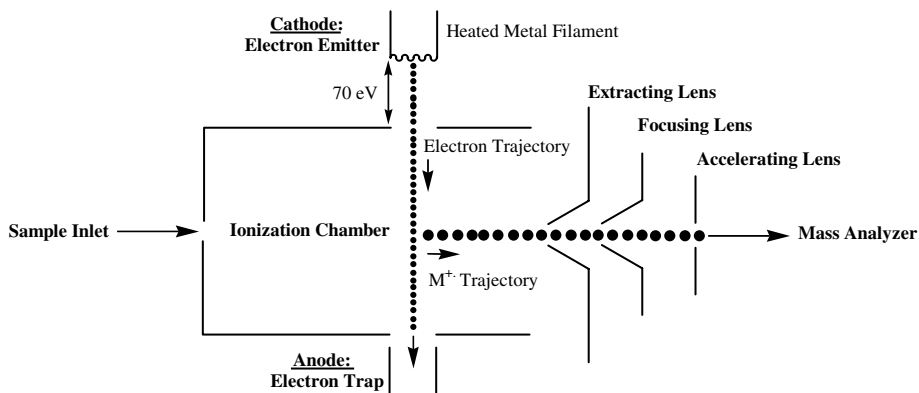 Cathode:
Electron Emitter
Heated Metal Filament
70 eV
Extracting Lens
Focusing Lens
Electron Trajectory
Accelerating Lens
Sample Inlet
Ionization Chamber
Mass Analyzer
M+· Trajectory
Anode:
Electron Trap